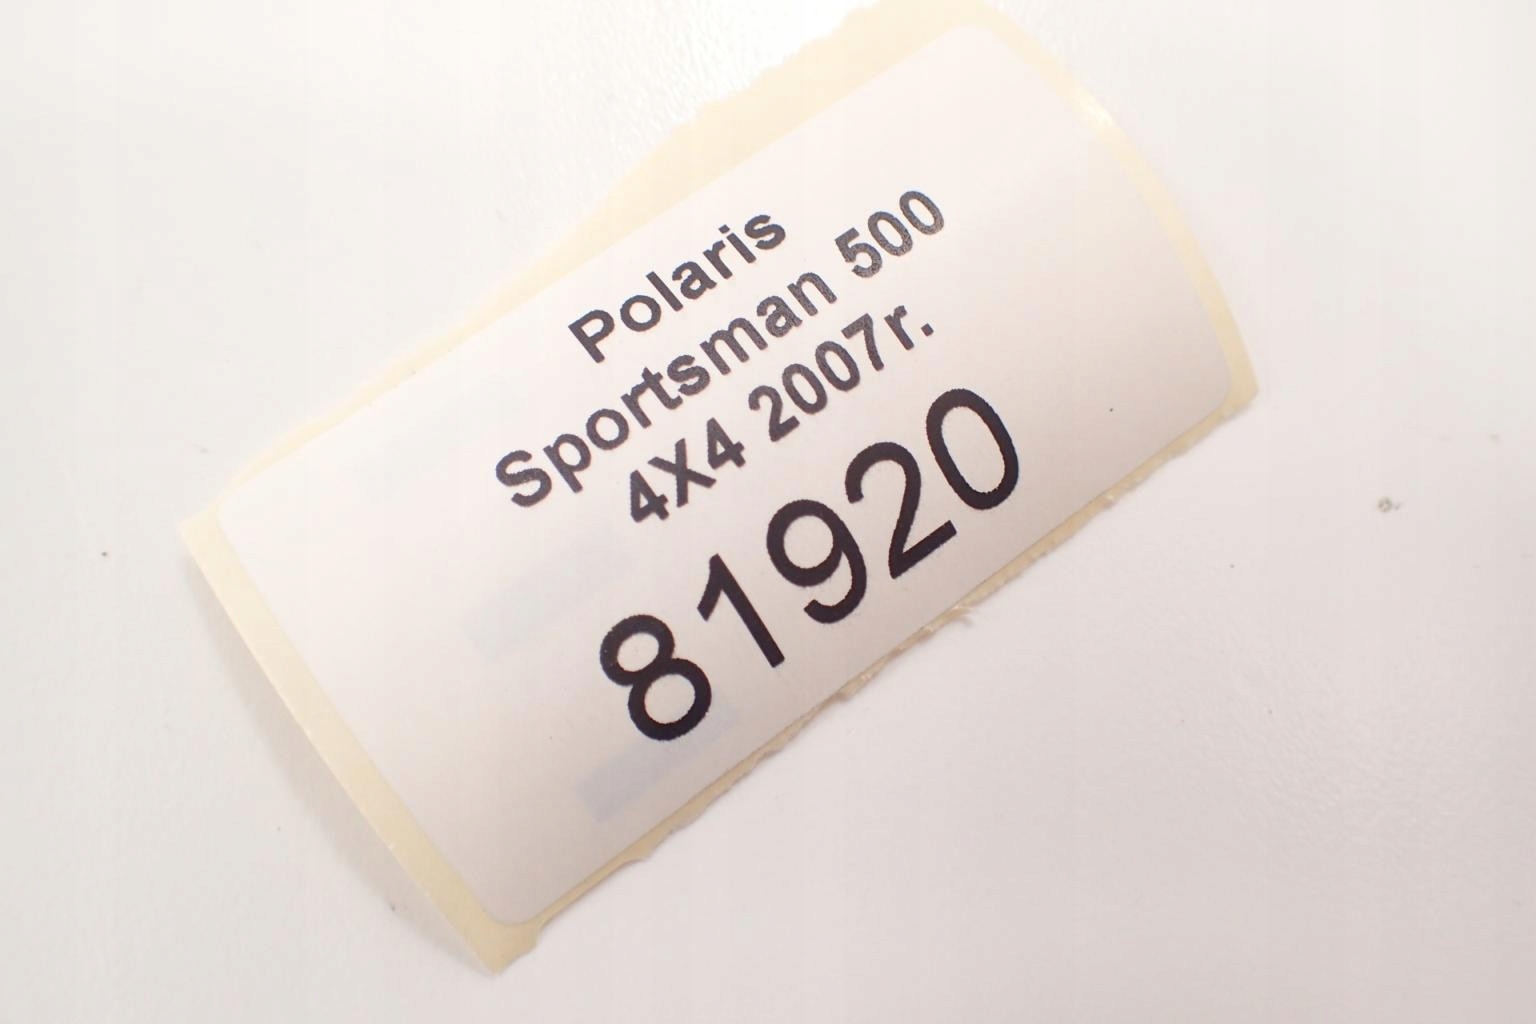 Polaris
Sportsman 500
4X4 2007r.
81920